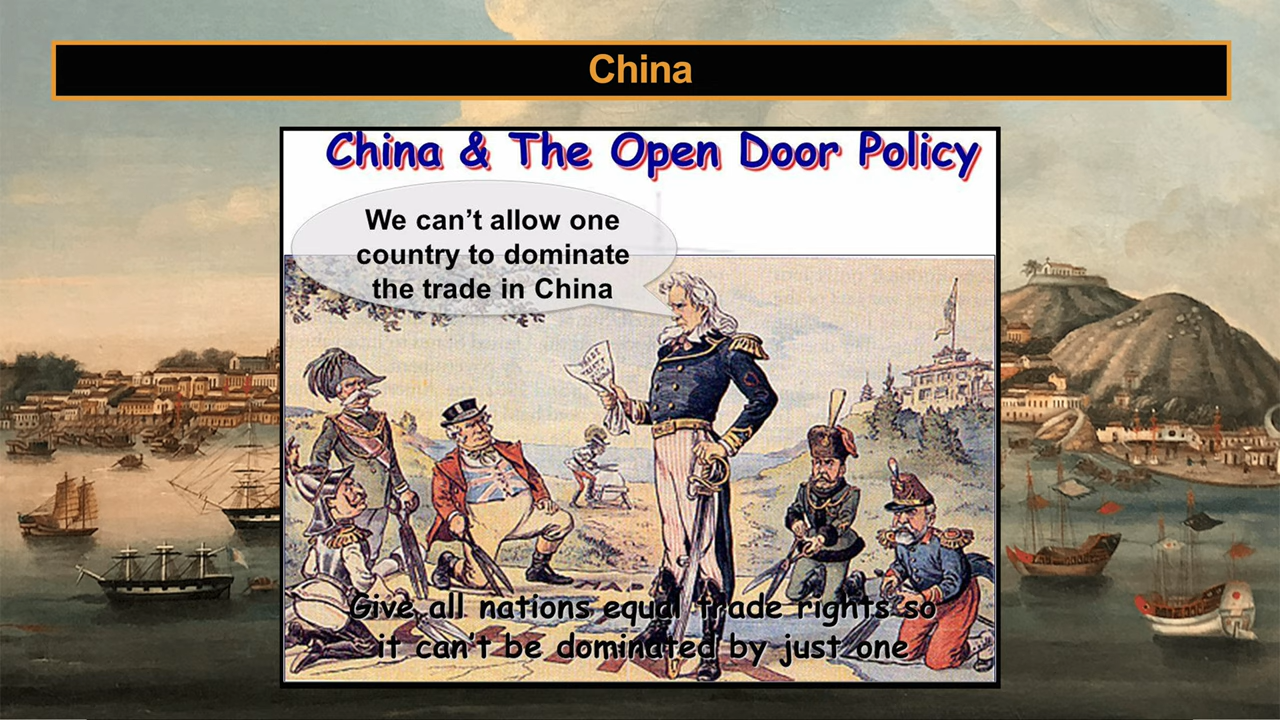 China
China & The Open Door Policy
We can't allow one
country to dominate
the trade in China
Give all nations equal trade rights so
it can't be dominated by just one